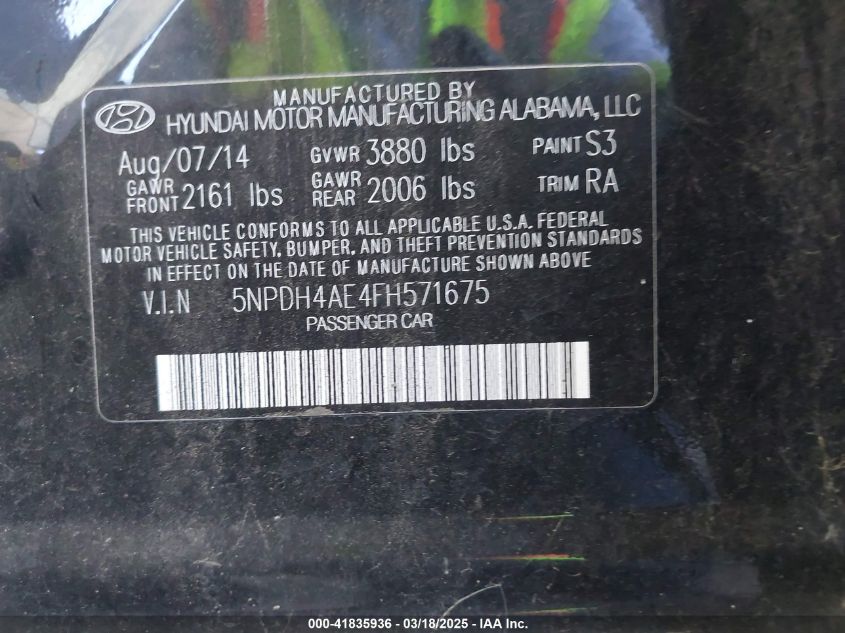 MANUFACTURED BY
HYUNDAI MOTOR MANUFACTURING ALABAMA, LLC
Aug/07/14 GVWR 3880 lbs PAINT S3
GAWR FRONT 2161 lbs GAWR REAR 2006 lbs TRIM RA
THIS VEHICLE CONFORMS TO ALL APPLICABLE U.S.A. FEDERAL
MOTOR VEHICLE SAFETY, BUMPER, AND THEFT PREVENTION STANDARDS
IN EFFECT ON THE DATE OF MANUFACTURE SHOWN ABOVE
V.I.N 5NPDH4AE4FH571675
PASSENGER CAR
000-41835936 - 03/18/2025 - IAA Inc.